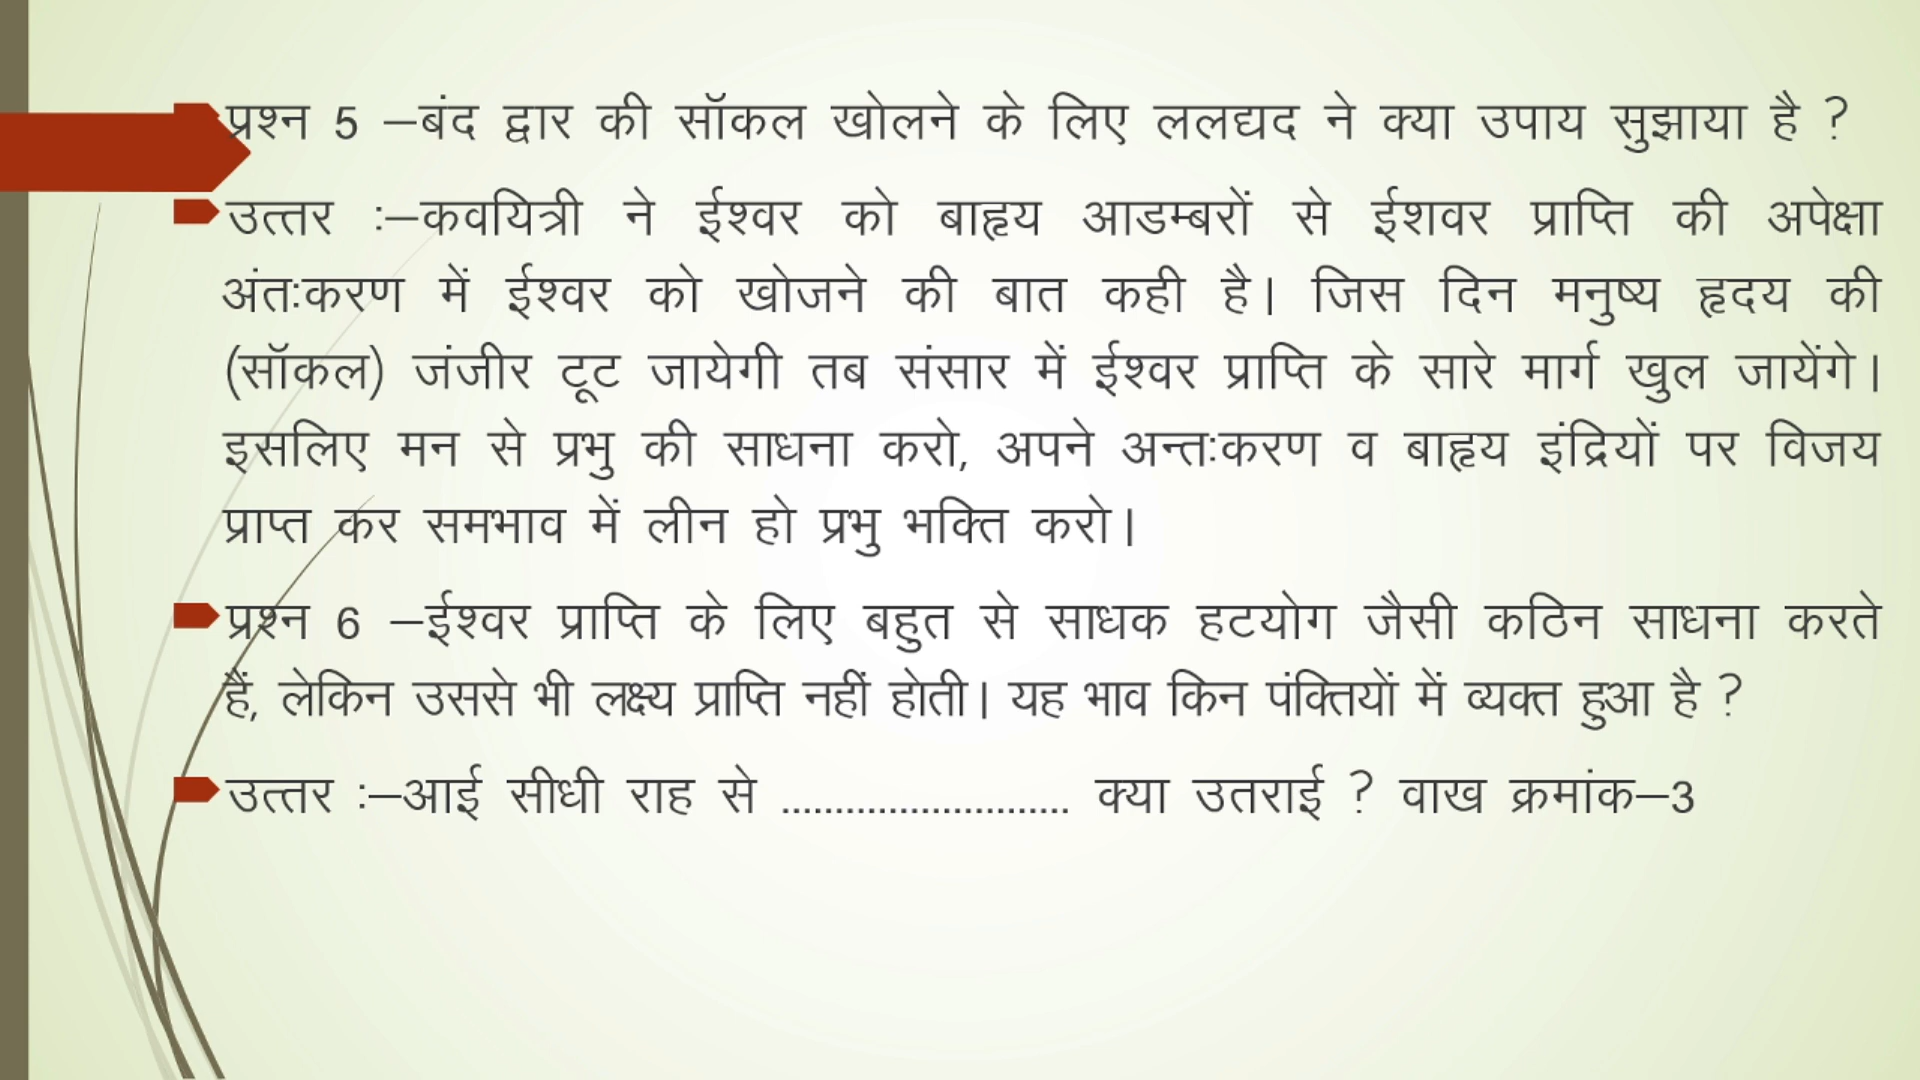 प्रश्न 5 –बंद द्वार की सॉकल खोलने के लिए ललद्यद ने क्या उपाय सुझाया है ?
उत्तर :–कवयित्री ने ईश्वर को बाहृय आडम्बरों से ईशवर प्राप्ति की अपेक्षा
अंतःकरण में ईश्वर को खोजने की बात कही है। जिस दिन मनुष्य हृदय की
(सॉकल) जंजीर टूट जायेगी तब संसार में ईश्वर प्राप्ति के सारे मार्ग खुल जायेंगे।
इसलिए मन से प्रभु की साधना करो, अपने अन्तःकरण व बाहृय इंद्रियों पर विजय
प्राप्त कर समभाव में लीन हो प्रभु भक्ति करो।
प्रश्न 6 –ईश्वर प्राप्ति के लिए बहुत से साधक हटयोग जैसी कठिन साधना करते
हैं, लेकिन उससे भी लक्ष्य प्राप्ति नहीं होती। यह भाव किन पंक्तियों में व्यक्त हुआ है ?
उत्तर :–आई सीधी राह से ........................... क्या उतराई ? वाख क्रमांक–3